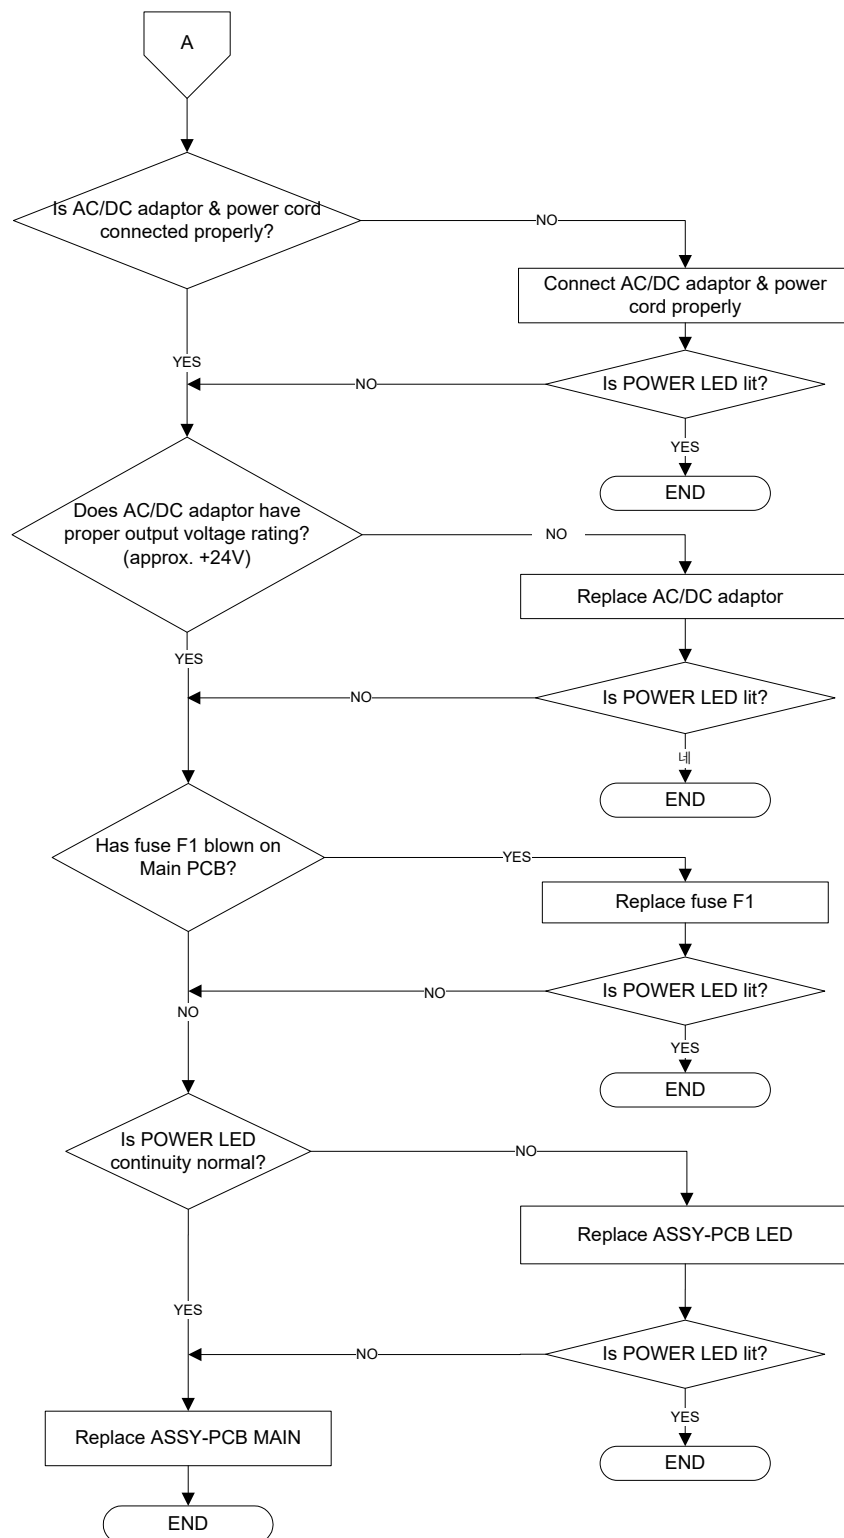 A
Is AC/DC adaptor & power cord
connected properly?
NO
Connect AC/DC adaptor & power
cord properly
YES
NO
Is POWER LED lit?
YES
END
Does AC/DC adaptor have
proper output voltage rating?
(approx. +24V)
NO
Replace AC/DC adaptor
YES
NO
Is POWER LED lit?
네
END
Has fuse F1 blown on
Main PCB?
YES
Replace fuse F1
NO
NO
Is POWER LED lit?
YES
END
Is POWER LED
continuity normal?
NO
Replace ASSY-PCB LED
YES
NO
Is POWER LED lit?
YES
END
Replace ASSY-PCB MAIN
END